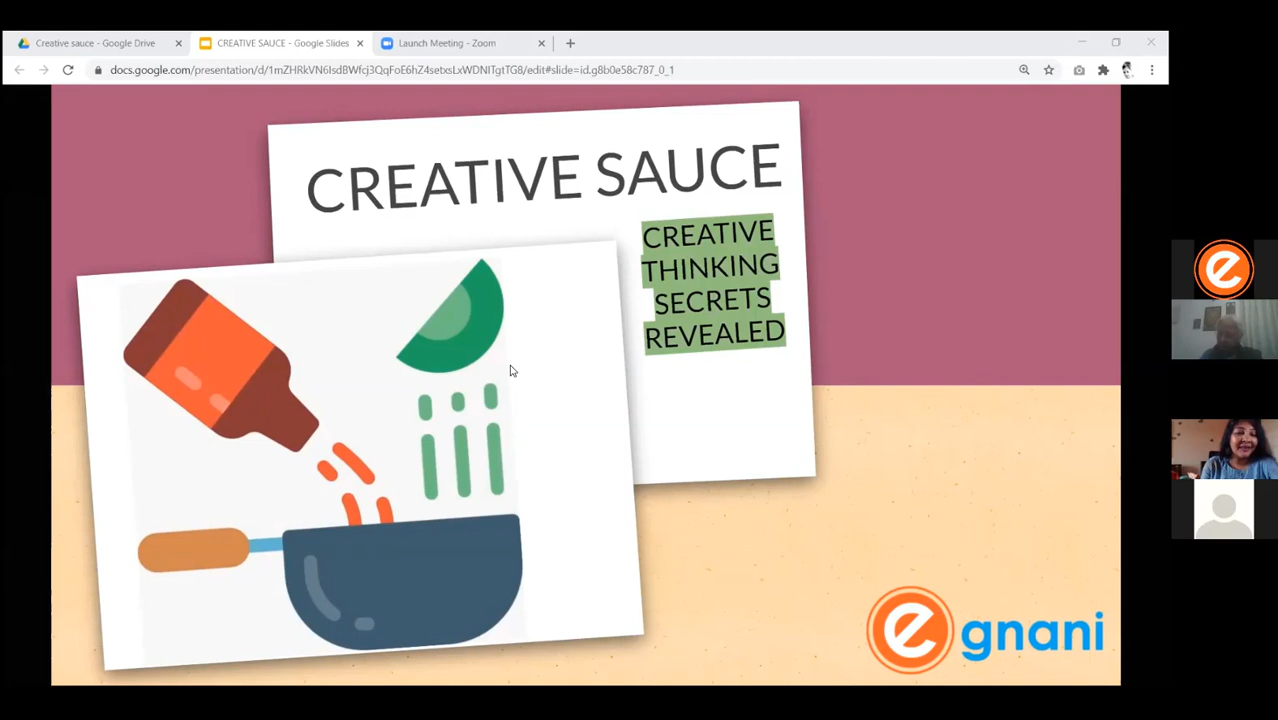 Creative sauce - Google Drive
CREATIVE SAUCE - Google Slides
Launch Meeting - Zoom
docs.google.com/presentation/d/1mZHRkVN6IsdBWfcj3QqFoE6hZ4setxsLxWDNITgtTG8/edit#slide=id.g8b0e58c787_0_1
CREATIVE SAUCE
CREATIVE
THINKING
SECRETS
REVEALED
e gnani
e